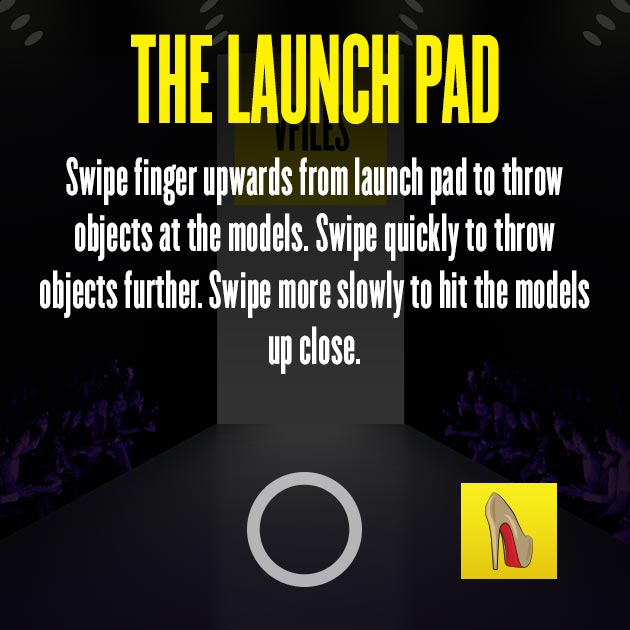 THE LAUNCH PAD
VFILES
Swipe finger upwards from launch pad to throw
objects at the models. Swipe quickly to throw
objects further. Swipe more slowly to hit the models
up close.